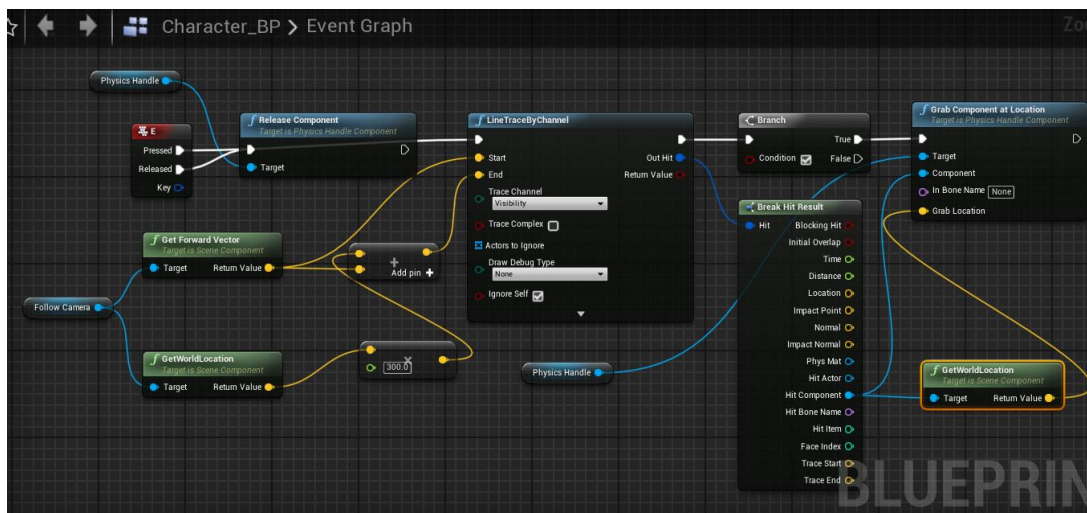 Character_BP > Event Graph
Zo
Physics Handle
E
Pressed
Released
Key
Release Component
Target is Physics Handle Component
Target
LineTraceByChannel
Start
End
Trace Channel
Visibility
Trace Complex
Actors to Ignore
Draw Debug Type
None
Ignore Self
Out Hit
Return Value
Branch
Condition
True
False
Grab Component at Location
Target is Physics Handle Component
Target
Component
In Bone Name None
Grab Location
Get Forward Vector
Target is Scene Component
Target Return Value
+
Add pin +
Follow Camera
GetWorldLocation
Target is Scene Component
Target Return Value
X
300.0
Physics Handle
Break Hit Result
Hit
Blocking Hit
Initial Overlap
Time
Distance
Location
Impact Point
Normal
Impact Normal
Phys Mat
Hit Actor
Hit Component
Hit Bone Name
Hit Item
Face Index
Trace Start
Trace End
GetWorldLocation
Target is Scene Component
Target Return Value
BLUEPRIN